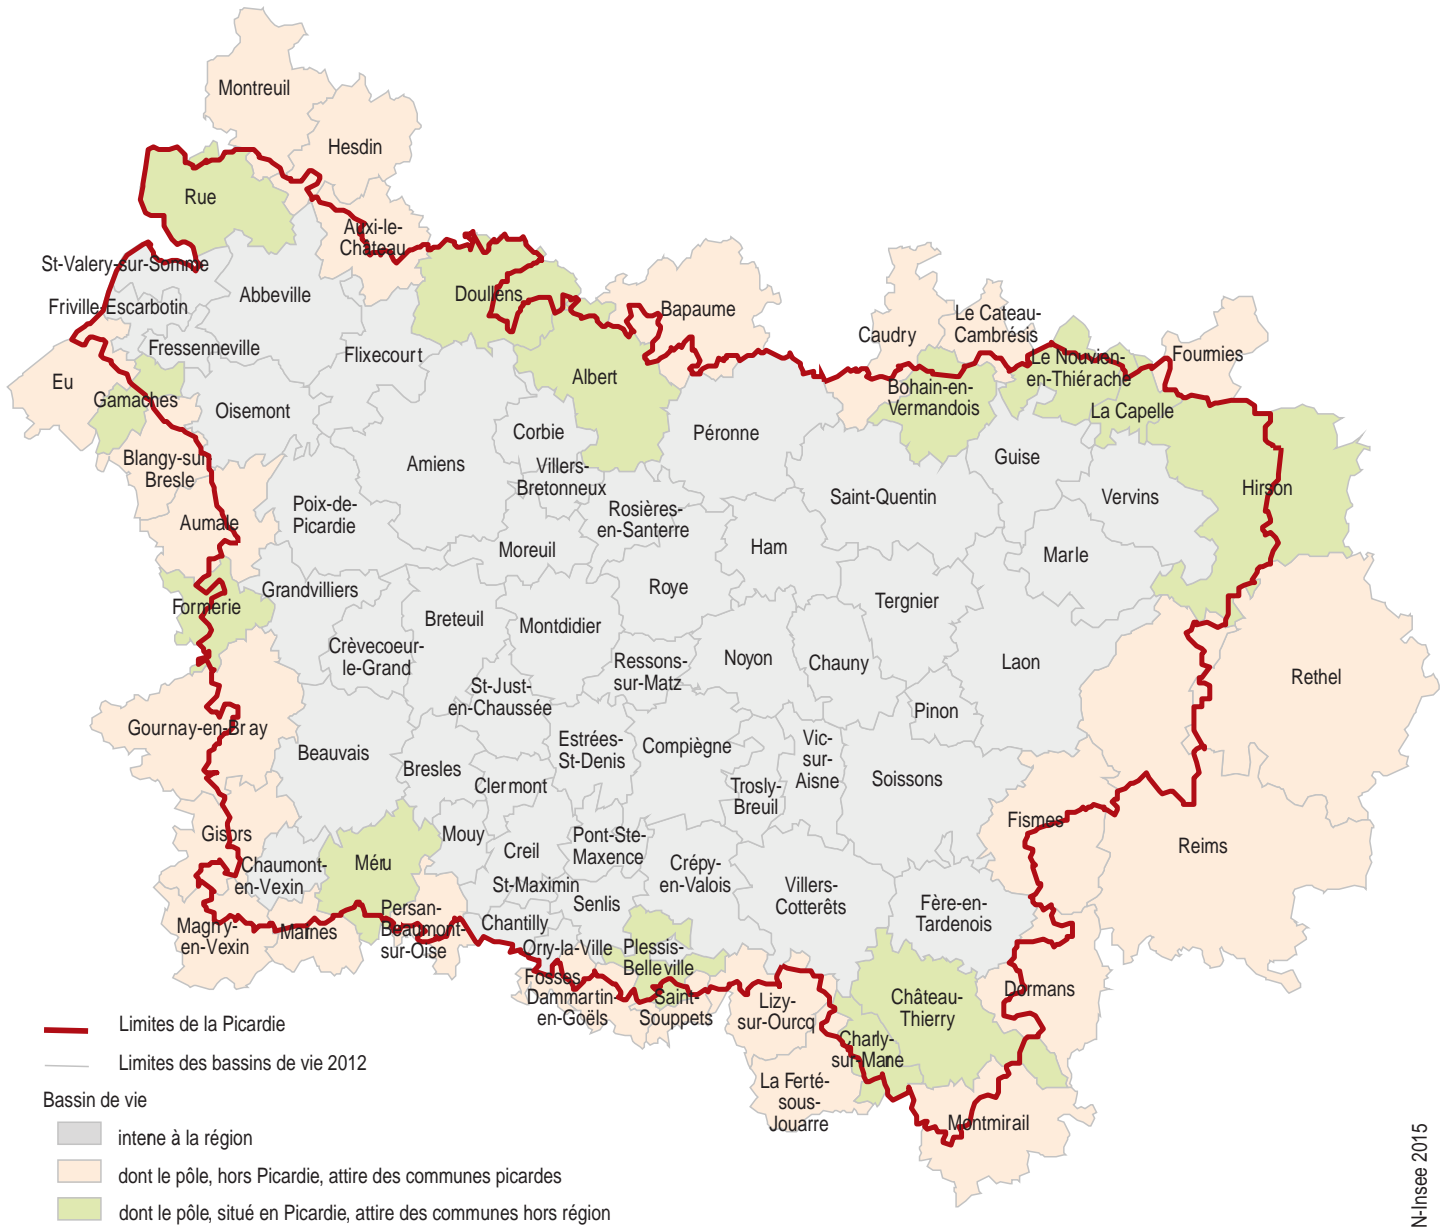 Montreuil
Hesdin
Rue
Auxi-le-
Château
St-Valery-sur-Somme
Abbeville
Doullens
Friville-Escarbotin
Bapaume
Le Cateau-
Cambrésis
Caudry
Fressenneville
Flixecourt
Le Nouvien-
en-Thiérache
Foumies
Eu
Gamaches
Oisemont
Albert
Bohain-en-
Vermandois
La Capelle
Corbie
Péronne
Blangy-sur
Bresle
Amiens
Villers-
Bretonneux
Guise
Saint-Quentin
Vervins
Hirson
Poix-de-
Picardie
Aumale
Rosières-
en-Santerre
Moreuil
Ham
Marle
Grandvilliers
Formerie
Roye
Tergnier
Breteuil
Montdidier
Crèvecoeur-
le-Grand
Ressons-
sur-Matz
Noyon
Chauny
Laon
Rethel
St-Just-
en-Chaussée
Pinon
Gournay-en-Bray
Beauvais
Estrées-
St-Denis
Compiègne
Vic-
sur-
Aisne
Bresles
Clermont
Trosly-
Breuil
Soissons
Gisors
Mouy
Creil
Pont-Ste-
Maxence
Fismes
Reims
Chaumont-
en-Vexin
Méru
Crépy-
en-Valois
St-Maximin
Senlis
Villers-
Cotterêts
Fère-en-
Tardenois
Magny-
en-Vexin
Marnes
Persan-
Beaumont-
sur-Oise
Chantilly
Orry-la-Ville
Plessis-
Belleville
Fosses
Dammartin-
en-Goëls
Saint-
Souppets
Lizy-
sur-Ourcq
Château-
Thierry
Dormans
Charly-
sur-Mane
La Ferté-
sous-
Jouarre
Montmirail
Limites de la Picardie
Limites des bassins de vie 2012
Bassin de vie
intene à la région
dont le pôle, hors Picardie, attire des communes picardes
dont le pôle, situé en Picardie, attire des communes hors région
N-Insee 2015